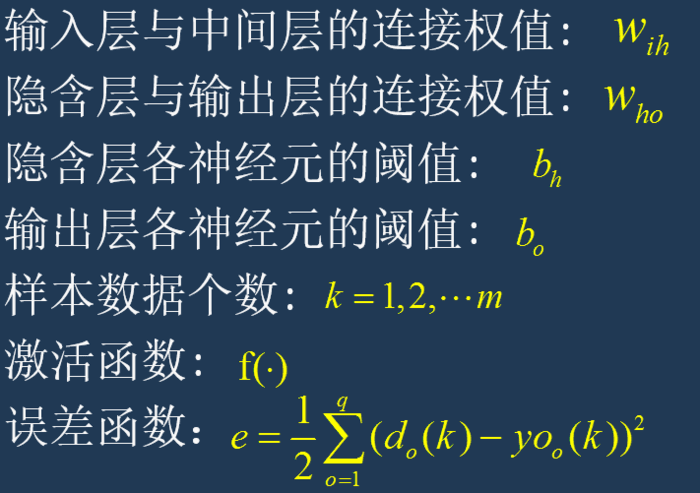 输入层与中间层的连接权值： w_{ih}
隐含层与输出层的连接权值： w_{ho}
隐含层各神经元的阈值： b_h
输出层各神经元的阈值： b_o
样本数据个数： k = 1,2,⋯m
激活函数： f(·)
误差函数： e = \frac{1}{2}\sum_{o=1}^{q}(d_o(k) − yo_o(k))^2